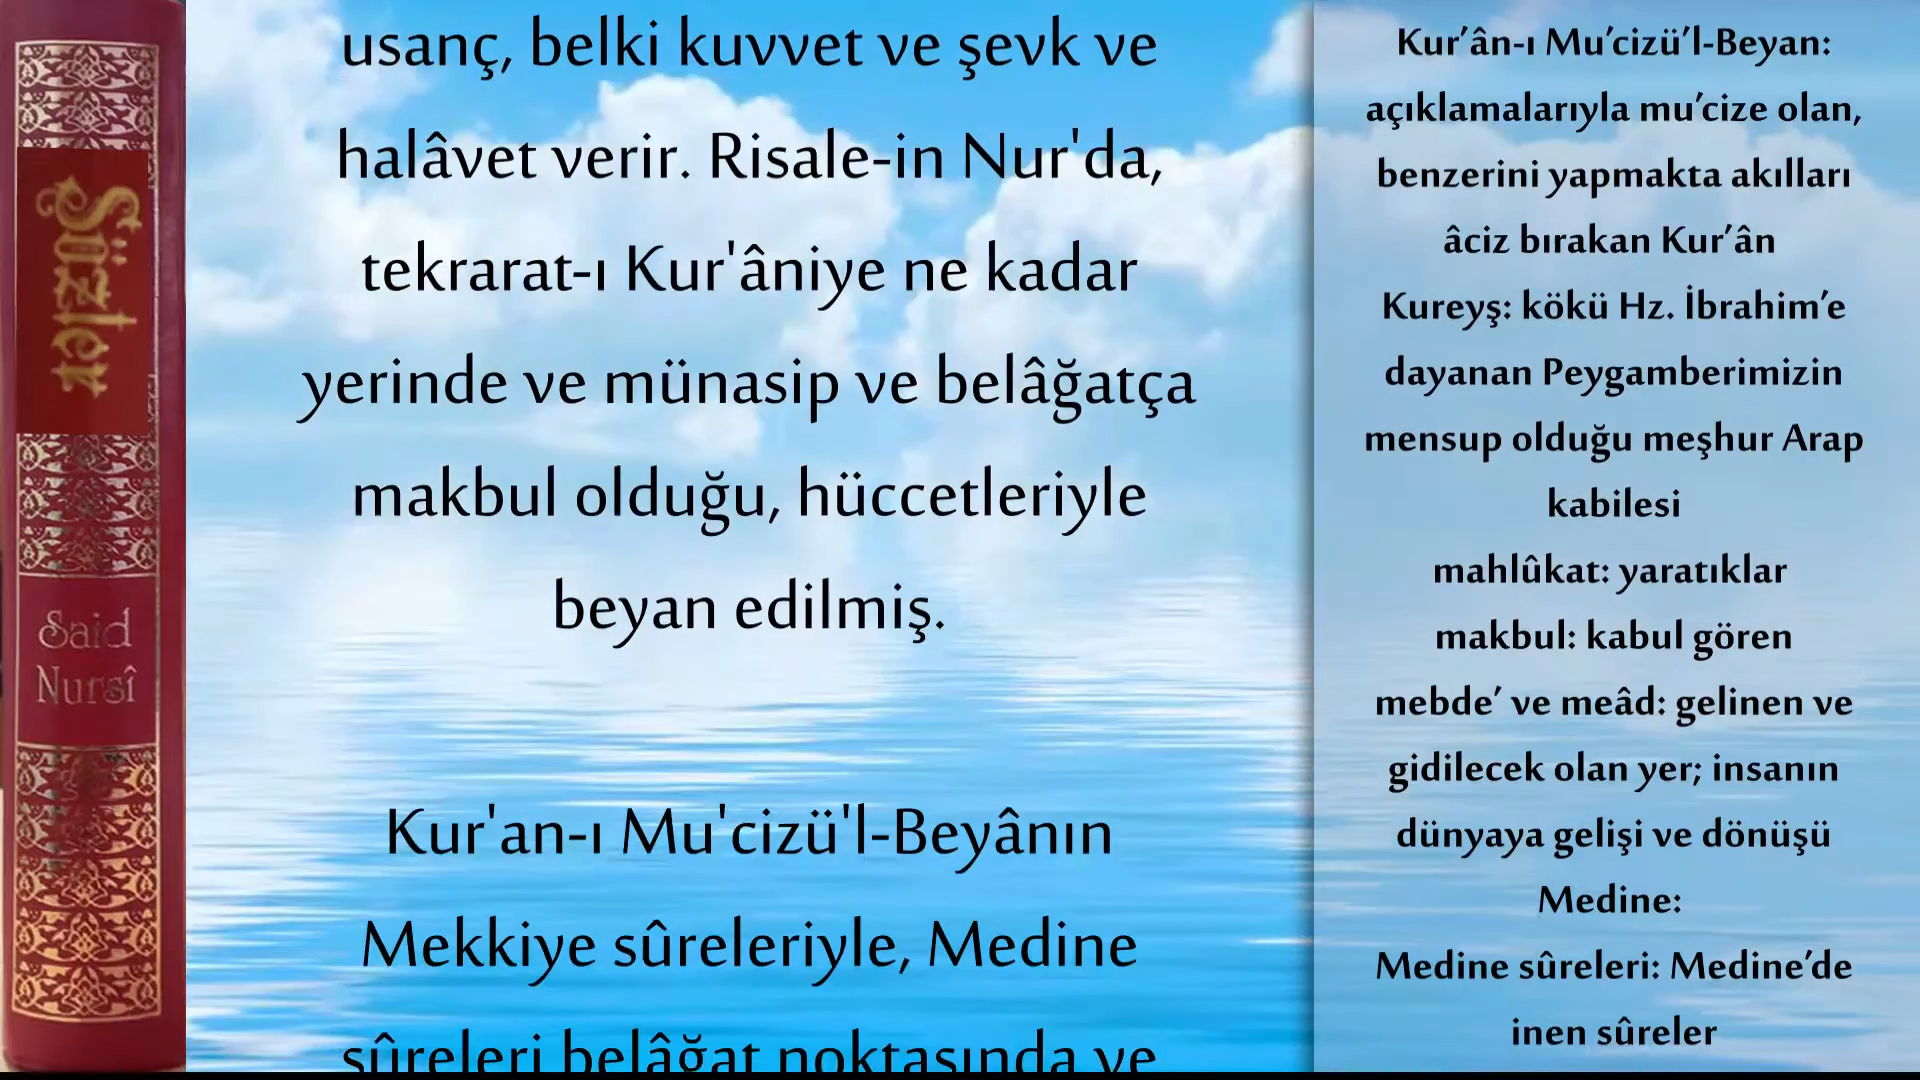 Sözler
Said
Nursî
usanç, belki kuvvet ve şevk ve
halâvet verir. Risale-in Nur'da,
tekrarat-ı Kur'âniye ne kadar
yerinde ve münasip ve belâğatça
makbul olduğu, hüccetleriyle
beyan edilmiş.
Kur'an-ı Mu'cizü'l-Beyânın
Mekkiye sûreleriyle, Medine
sûreleri belâğat noktasında ve
Kur’ân-ı Mu’cizü’l-Beyan:
açıklamalarıyla mu’cize olan,
benzerini yapmakta akılları
âciz bırakan Kur’ân
Kureyş: kökü Hz. İbrahim’e
dayanan Peygamberimizin
mensup olduğu meşhur Arap
kabilesi
mahlûkat: yaratıklar
makbul: kabul gören
mebde’ ve meâd: gelinen ve
gidilecek olan yer; insanın
dünyaya gelişi ve dönüşü
Medine:
Medine sûreleri: Medine’de
inen sûreler